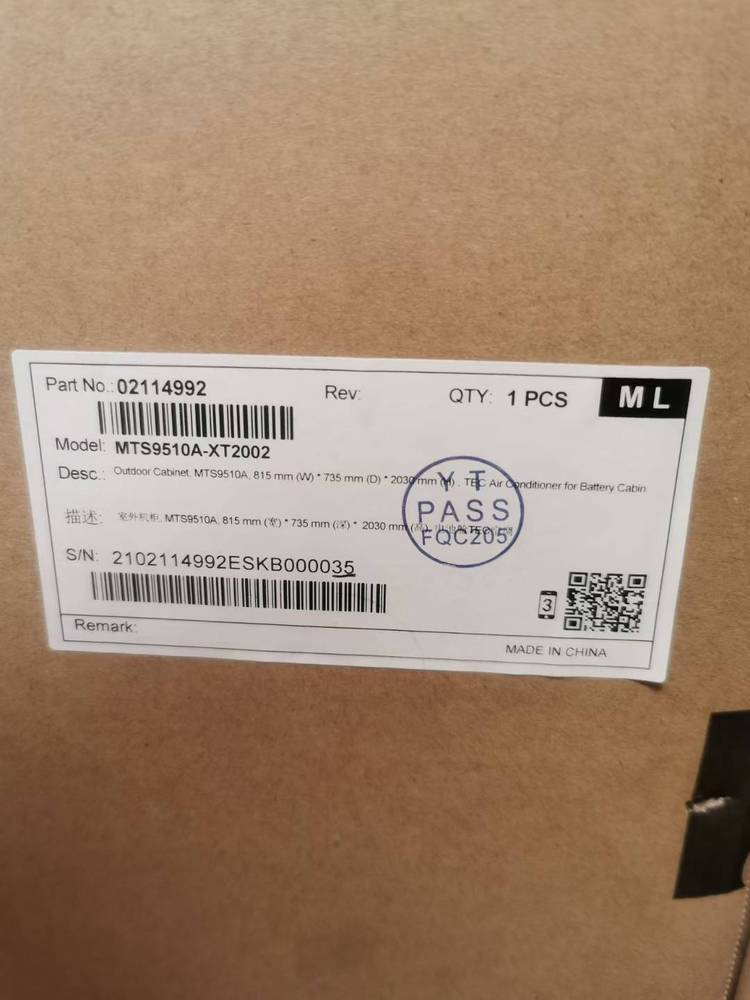 Part No.: 02114992 Rev: QTY: 1 PCS ML
Model: MTS9510A-XT2002
Desc.: Outdoor Cabinet, MTS9510A, 815 mm (W) * 735 mm (D) * 2030 mm (H) , TEC Air Conditioner for Battery Cabin
描述: 室外机柜, MTS9510A, 815 mm (宽) * 735 mm (深) * 2030 mm (高), TEC
YT
PASS
FQC205
S/N: 2102114992ESKB000035
3
Remark:
MADE IN CHINA